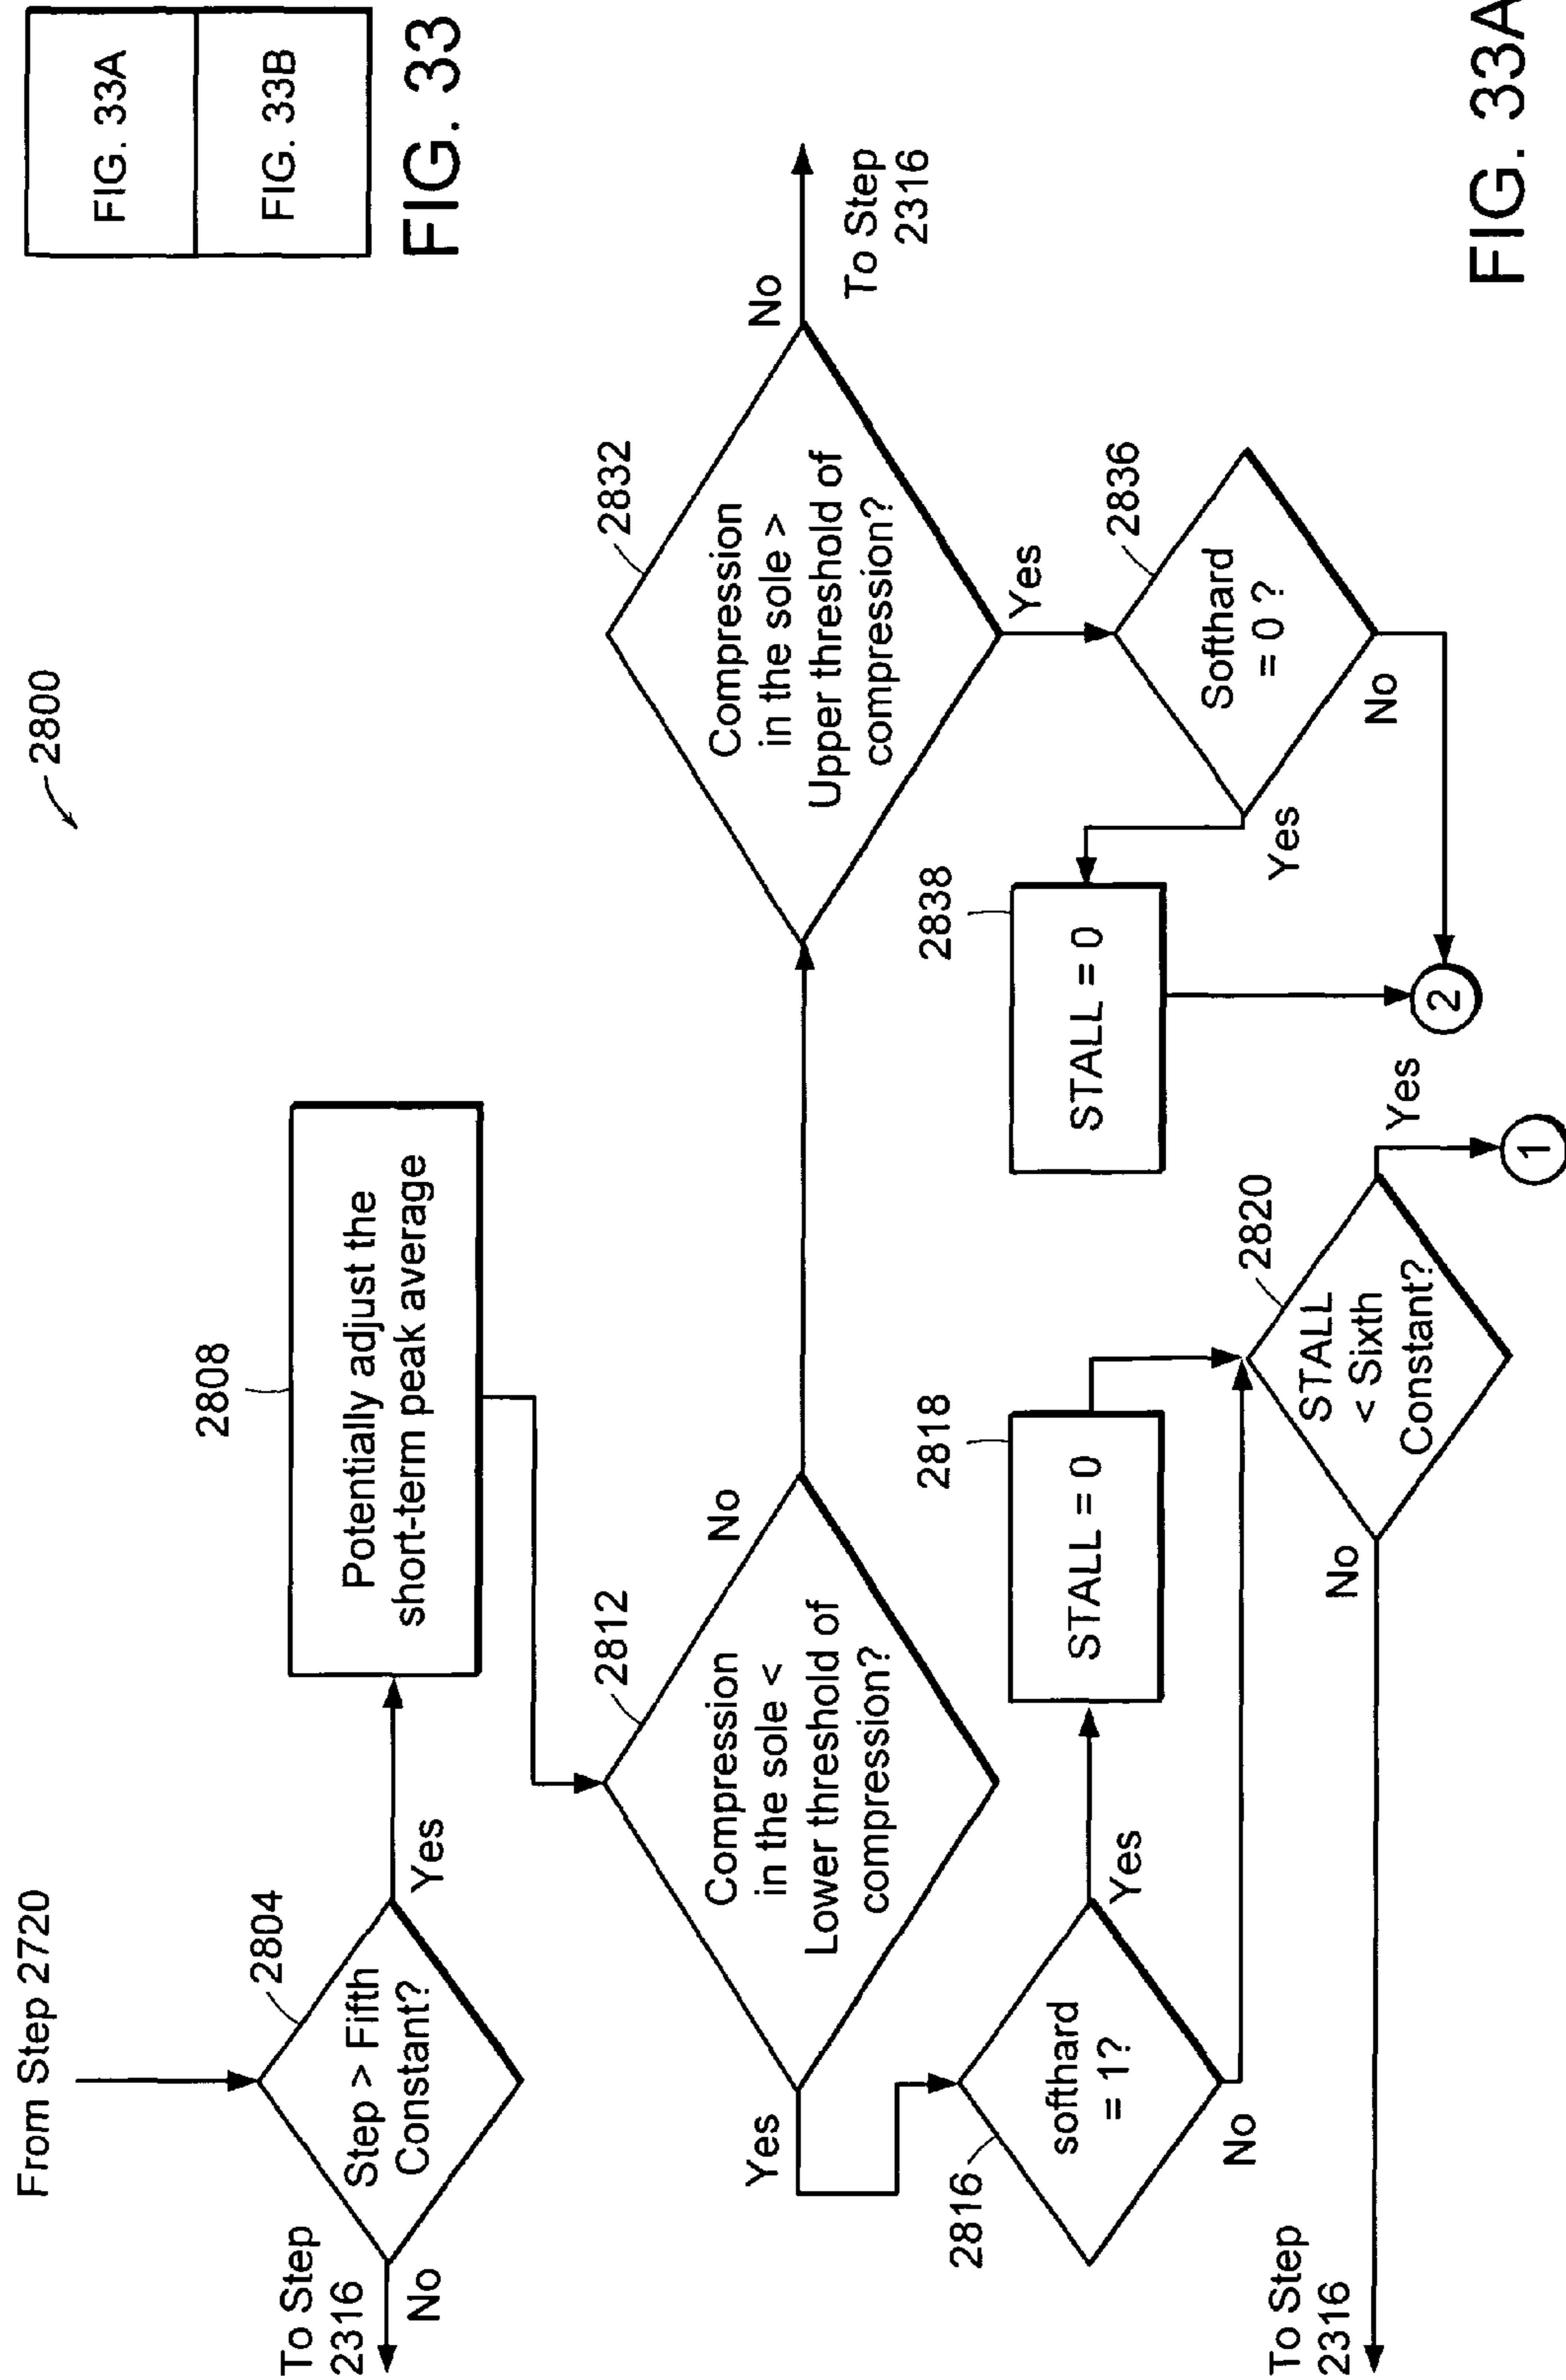 FIG. 33A
FIG. 33B
FIG. 33
2800
From Step 2720
2804
Step > Fifth
Constant?
To Step
2316
No
Yes
2808
Potentially adjust the
short-term peak average
2812
Compression
in the sole <
Lower threshold of
compression?
Yes
No
2832
Compression
in the sole >
Upper threshold of
compression?
No
To Step
2316
Yes
2816
softhard
= 1?
Yes
No
2818
STALL = 0
2820
STALL
< Sixth
Constant?
No
To Step
2316
Yes
1
2836
Softhard
= 0 ?
Yes
No
2838
STALL = 0
2
FIG. 33A